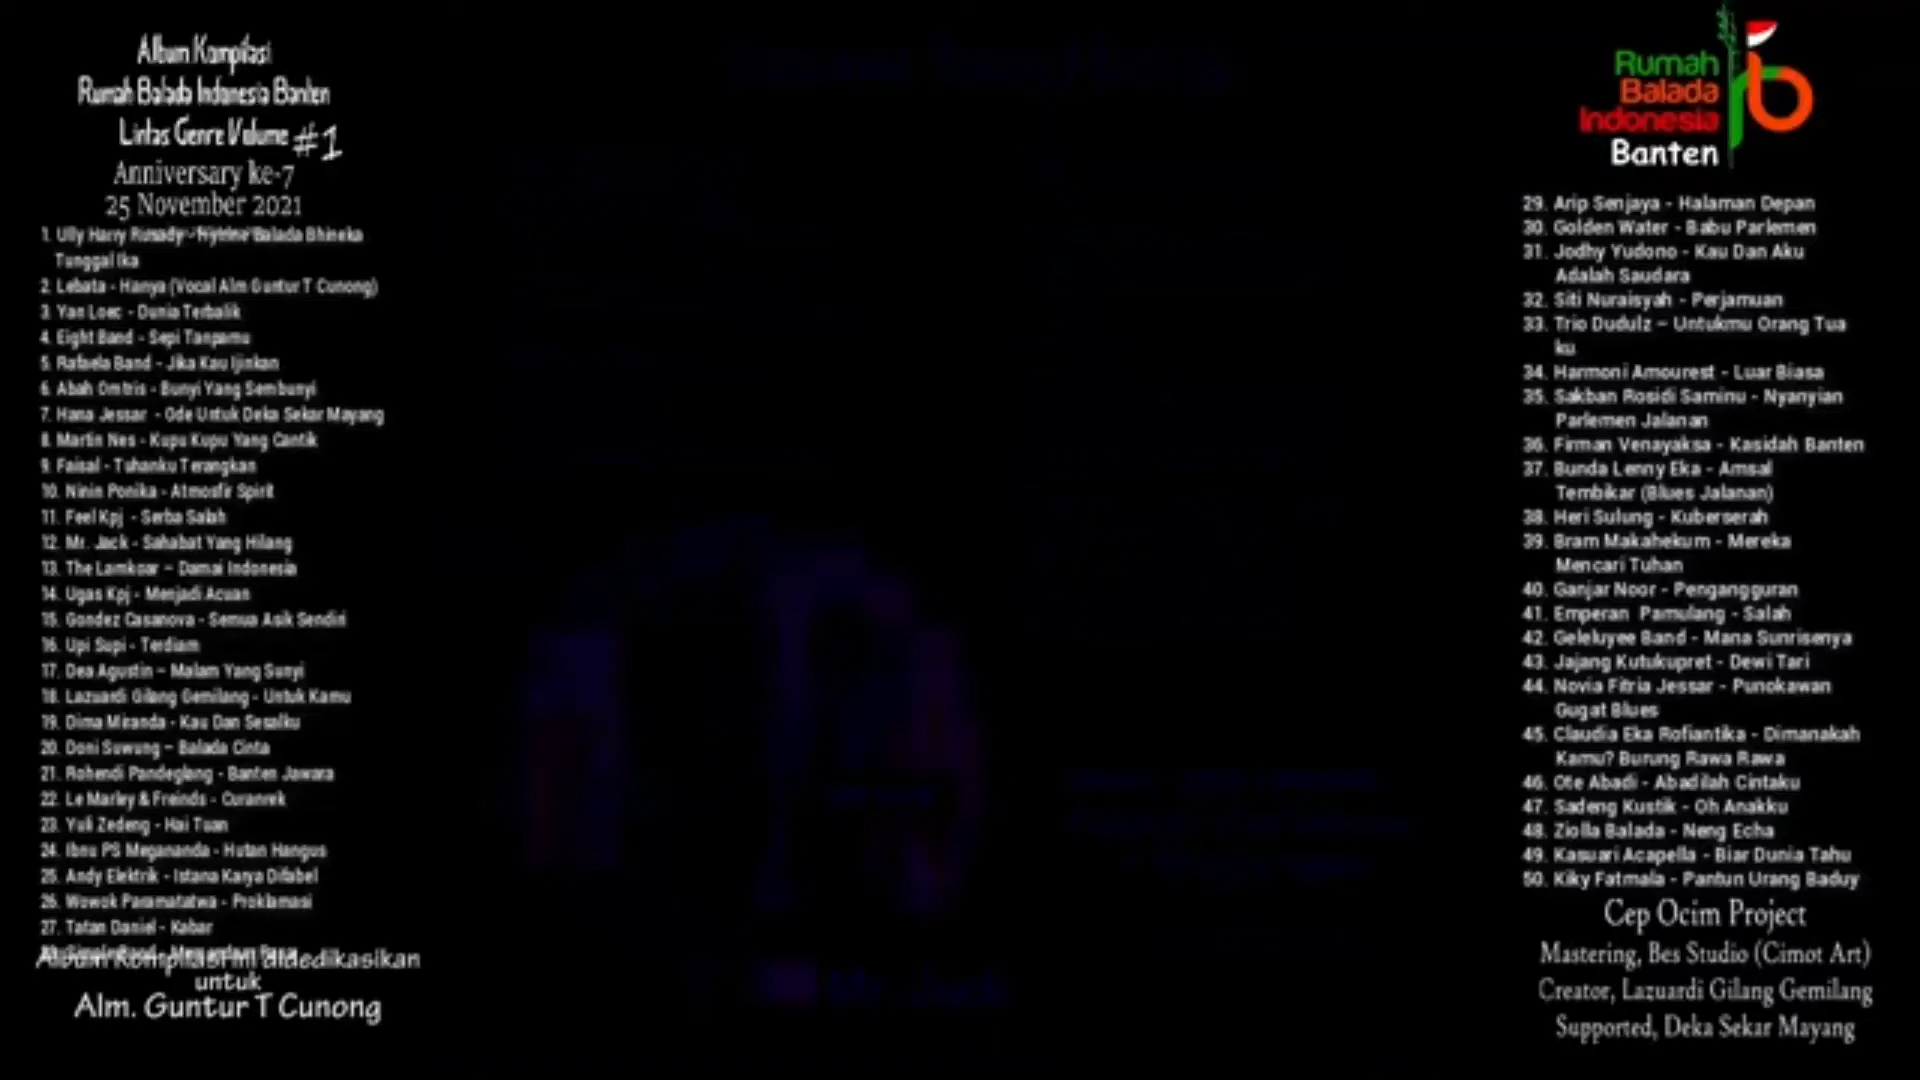 Album Kompilasi
Rumah Balada Indonesia Banten
Lintas Genre Volume #1
Anniversary ke-7
25 November 2021
1. Ully Harry Rusady - Hymne Balada Bhineka
Tunggal Ika
2. Lebata - Hanya (Vocal Alm Guntur T Cunong)
3. Yan Loec - Dunia Terbalik
4. Eight Band - Sepi Tanpamu
5. Rafaela Band - Jika Kau Ijinkan
6. Abah Omtris - Bunyi Yang Sembunyi
7. Hana Jessar - Ode Untuk Deka Sekar Mayang
8. Martin Nes - Kupu Kupu Yang Cantik
9. Faisal - Tuhanku Terangkan
10. Ninin Ponika - Atmosfir Spirit
11. Feel Kpj - Serba Salah
12. Mr. Jack - Sahabat Yang Hilang
13. The Lamkoar - Damai Indonesia
14. Ugas Kpj - Menjadi Acuan
15. Gondez Casanova - Semua Asik Sendiri
16. Upi Supi - Terdiam
17. Dea Agustin - Malam Yang Sunyi
18. Lazuardi Gilang Gemilang - Untuk Kamu
19. Dima Miranda - Kau Dan Sesalku
20. Doni Suwung - Balada Cinta
21. Rohendi Pandeglang - Banten Jawara
22. Le Marley & Freinds - Curanrek
23. Yuli Zedeng - Hai Tuan
24. Ibnu PS Megananda - Hutan Hangus
25. Andy Elektrik - Istana Karya Difabel
26. Wowok Paramatatwa - Proklamasi
27. Tatan Daniel - Kabar
Album Kompilasi ini didedikasikan
untuk
Alm. Guntur T Cunong
Rumah
Balada
Indonesia
Banten
29. Arip Senjaya - Halaman Depan
30. Golden Water - Babu Parlemen
31. Jodhy Yudono - Kau Dan Aku
Adalah Saudara
32. Siti Nuraisyah - Perjamuan
33. Trio Dudulz – Untukmu Orang Tua
ku
34. Harmoni Amourest - Luar Biasa
35. Sakban Rosidi Saminu - Nyanyian
Parlemen Jalanan
36. Firman Venayaksa - Kasidah Banten
37. Bunda Lenny Eka - Amsal
Tembikar (Blues Jalanan)
38. Heri Sulung - Kuberserah
39. Bram Makahekum - Mereka
Mencari Tuhan
40. Ganjar Noor - Pengangguran
41. Emperan Pamulang - Salah
42. Geleluyee Band - Mana Sunrisenya
43. Jajang Kutukupret - Dewi Tari
44. Novia Fitria Jessar - Punokawan
Gugat Blues
45. Claudia Eka Rofiantika - Dimanakah
Kamu? Burung Rawa Rawa
46. Ote Abadi - Abadilah Cintaku
47. Sadeng Kustik - Oh Anakku
48. Ziolla Balada - Neng Echa
49. Kasuari Acapella - Biar Dunia Tahu
50. Kiky Fatmala - Pantun Urang Baduy
Cep Ocim Project
Mastering, Bes Studio (Cimot Art)
Creator, Lazuardi Gilang Gemilang
Supported, Deka Sekar Mayang